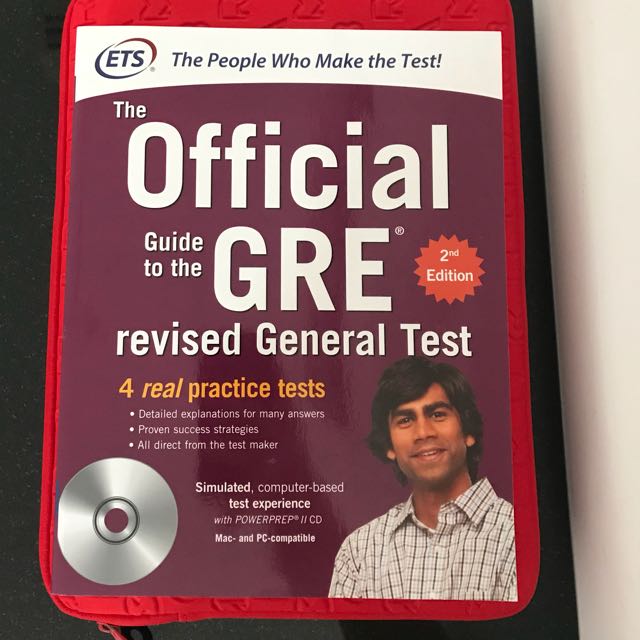 ETS®
The People Who Make the Test!
The
Official
Guide
to the
GRE®
2nd
Edition
revised General Test
4 real practice tests
• Detailed explanations for many answers
• Proven success strategies
• All direct from the test maker
Simulated, computer-based
test experience
with POWERPREP® II CD
Mac- and PC-compatible